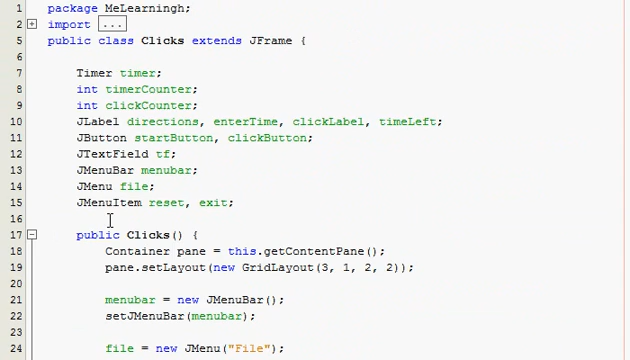 1 package MeLearningh;
2 import ...
5 public class Clicks extends JFrame {
6
7 Timer timer;
8 int timerCounter;
9 int clickCounter;
10 JLabel directions, enterTime, clickLabel, timeLeft;
11 JButton startButton, clickButton;
12 JTextField tf;
13 JMenuBar menubar;
14 JMenu file;
15 JMenuItem reset, exit;
16
17 public Clicks() {
18 Container pane = this.getContentPane();
19 pane.setLayout(new GridLayout(3, 1, 2, 2));
20
21 menubar = new JMenuBar();
22 setJMenuBar(menubar);
23
24 file = new JMenu("File");